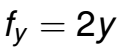 f_y = 2y